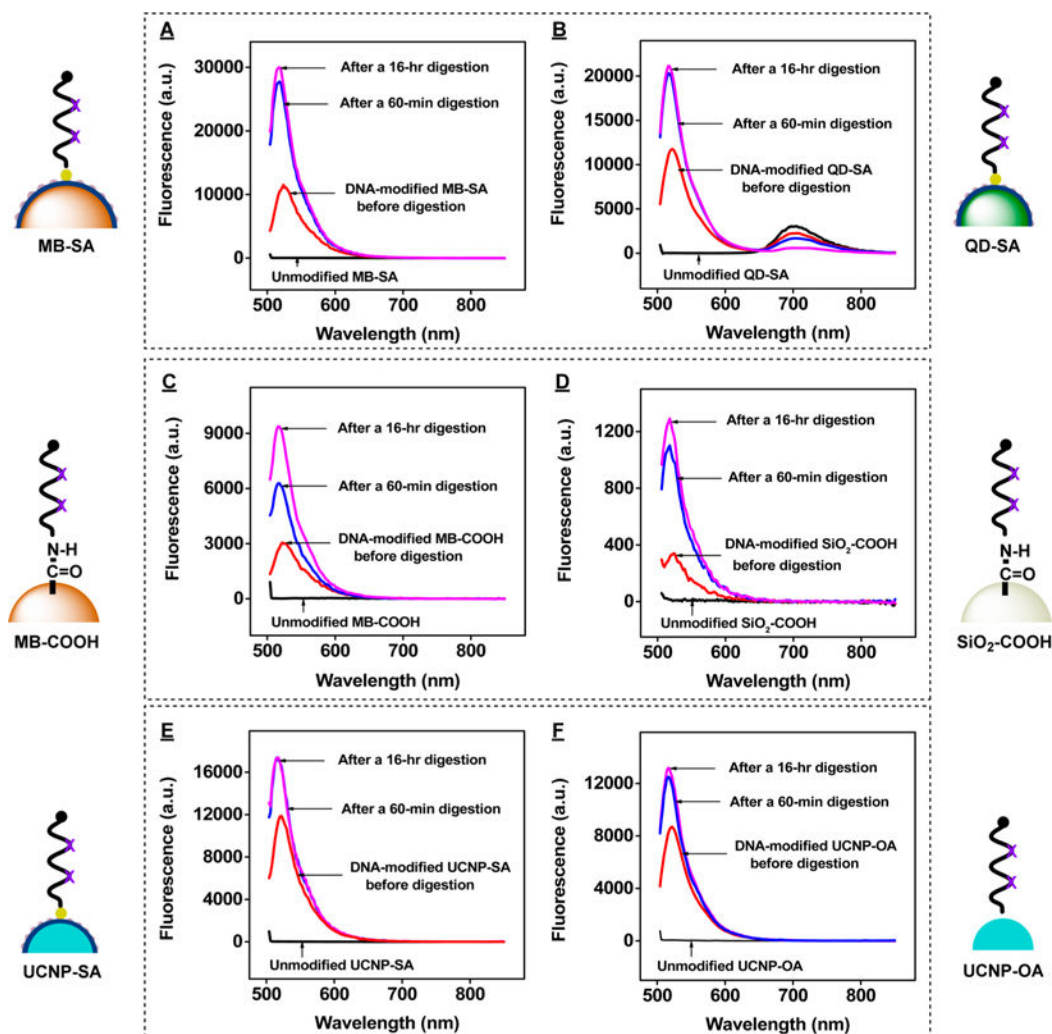 A
Fluorescence (a.u.)
30000
20000
10000
0
After a 16-hr digestion
After a 60-min digestion
DNA-modified MB-SA
before digestion
Unmodified MB-SA
500 600 700 800
Wavelength (nm)
MB-SA
B
Fluorescence (a.u.)
20000
15000
10000
5000
0
After a 16-hr digestion
After a 60-min digestion
DNA-modified QD-SA
before digestion
Unmodified QD-SA
500 600 700 800
Wavelength (nm)
QD-SA
C
Fluorescence (a.u.)
9000
6000
3000
0
After a 16-hr digestion
After a 60-min digestion
DNA-modified MB-COOH
before digestion
Unmodified MB-COOH
500 600 700 800
Wavelength (nm)
N-H
C=O
MB-COOH
D
Fluorescence (a.u.)
1200
800
400
0
After a 16-hr digestion
After a 60-min digestion
DNA-modified SiO₂-COOH
before digestion
Unmodified SiO₂-COOH
500 600 700 800
Wavelength (nm)
N-H
C=O
SiO₂-COOH
E
Fluorescence (a.u.)
16000
12000
8000
4000
0
After a 16-hr digestion
After a 60-min digestion
DNA-modified UCNP-SA
before digestion
Unmodified UCNP-SA
500 600 700 800
Wavelength (nm)
UCNP-SA
F
Fluorescence (a.u.)
12000
8000
4000
0
After a 16-hr digestion
After a 60-min digestion
DNA-modified UCNP-OA
before digestion
Unmodified UCNP-OA
500 600 700 800
Wavelength (nm)
UCNP-OA